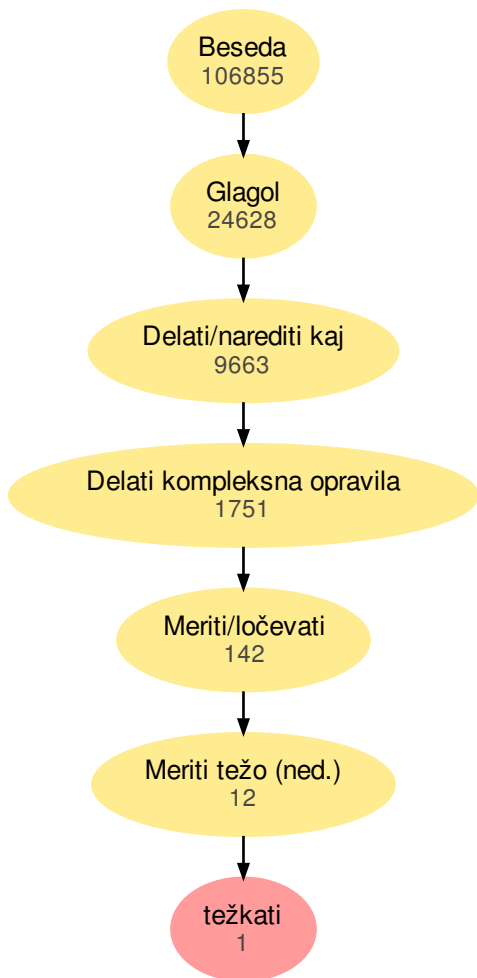 Beseda
106855
Glagol
24628
Delati/narediti kaj
9663
Delati kompleksna opravila
1751
Meriti/ločevati
142
Meriti težo (ned.)
12
težkati
1